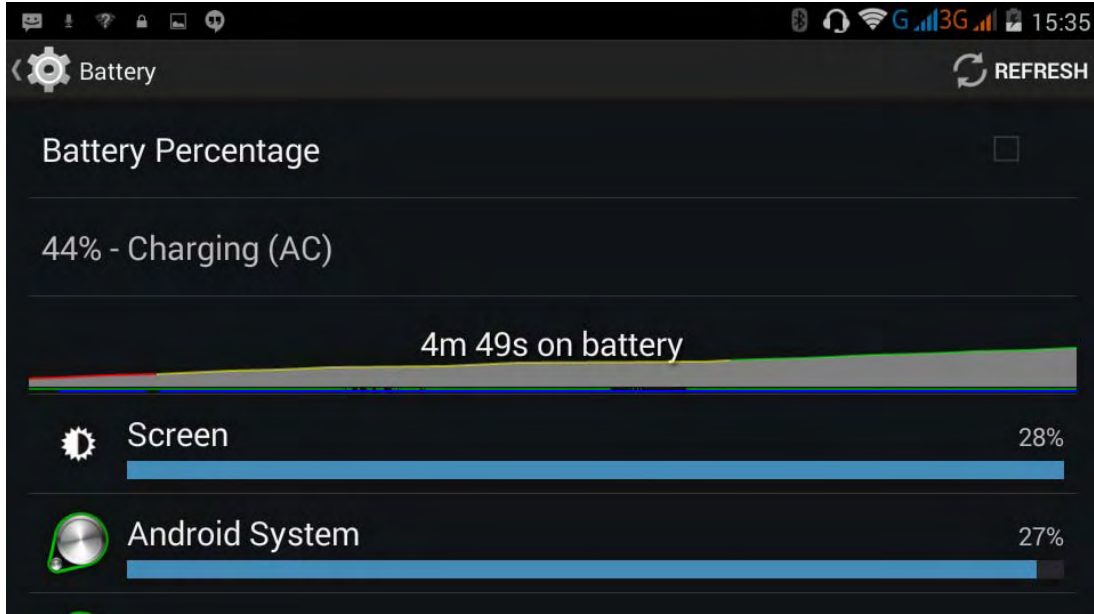 G 3G 15:35
Battery REFRESH
Battery Percentage
44% - Charging (AC)
4m 49s on battery
Screen 28%
Android System 27%